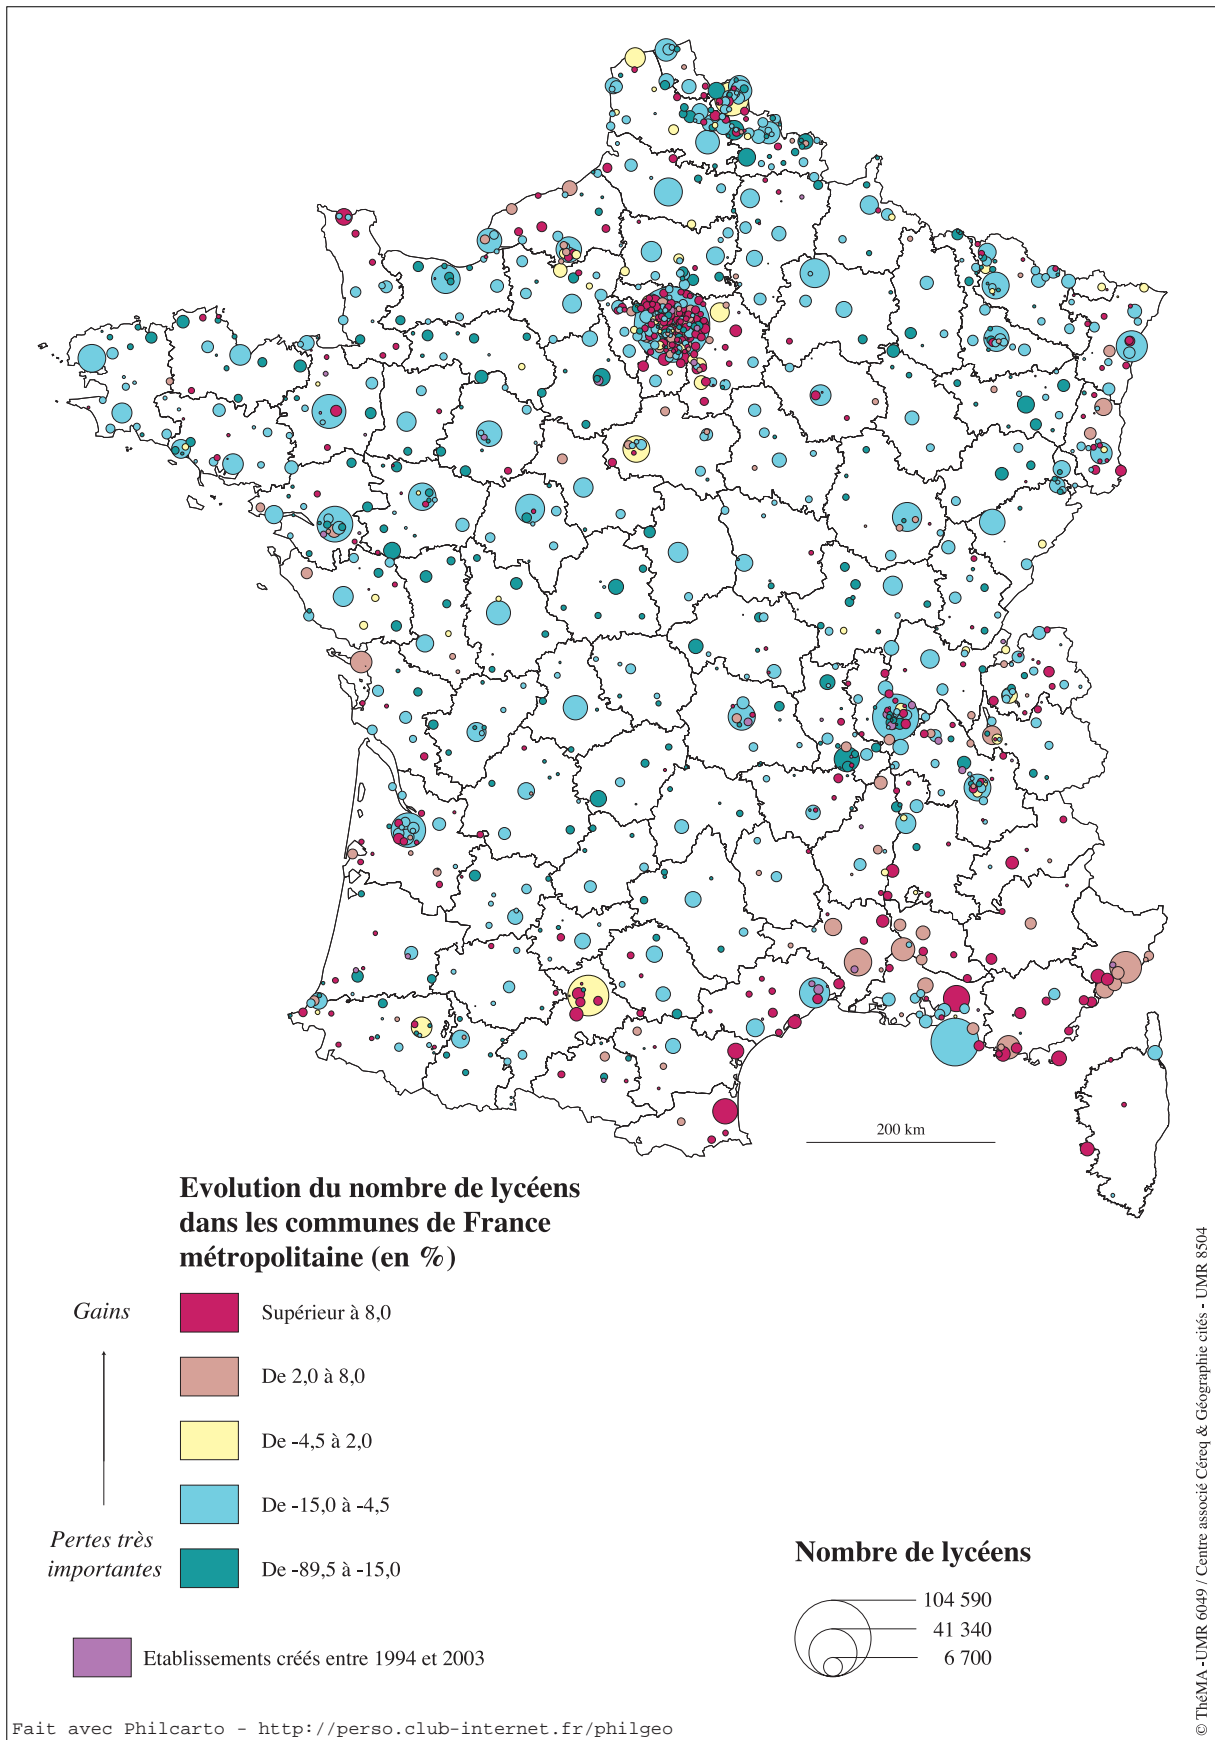 200 km
Evolution du nombre de lycéens
dans les communes de France
métropolitaine (en %)
Gains
Supérieur à 8,0
De 2,0 à 8,0
De -4,5 à 2,0
De -15,0 à -4,5
Pertes très
importantes
De -89,5 à -15,0
Etablissements créés entre 1994 et 2003
Nombre de lycéens
104 590
41 340
6 700
© ThéMA - UMR 6049 / Centre associé Céreq & Géographie cités - UMR 8504
Fait avec Philcarto - http://perso.club-internet.fr/philgeo